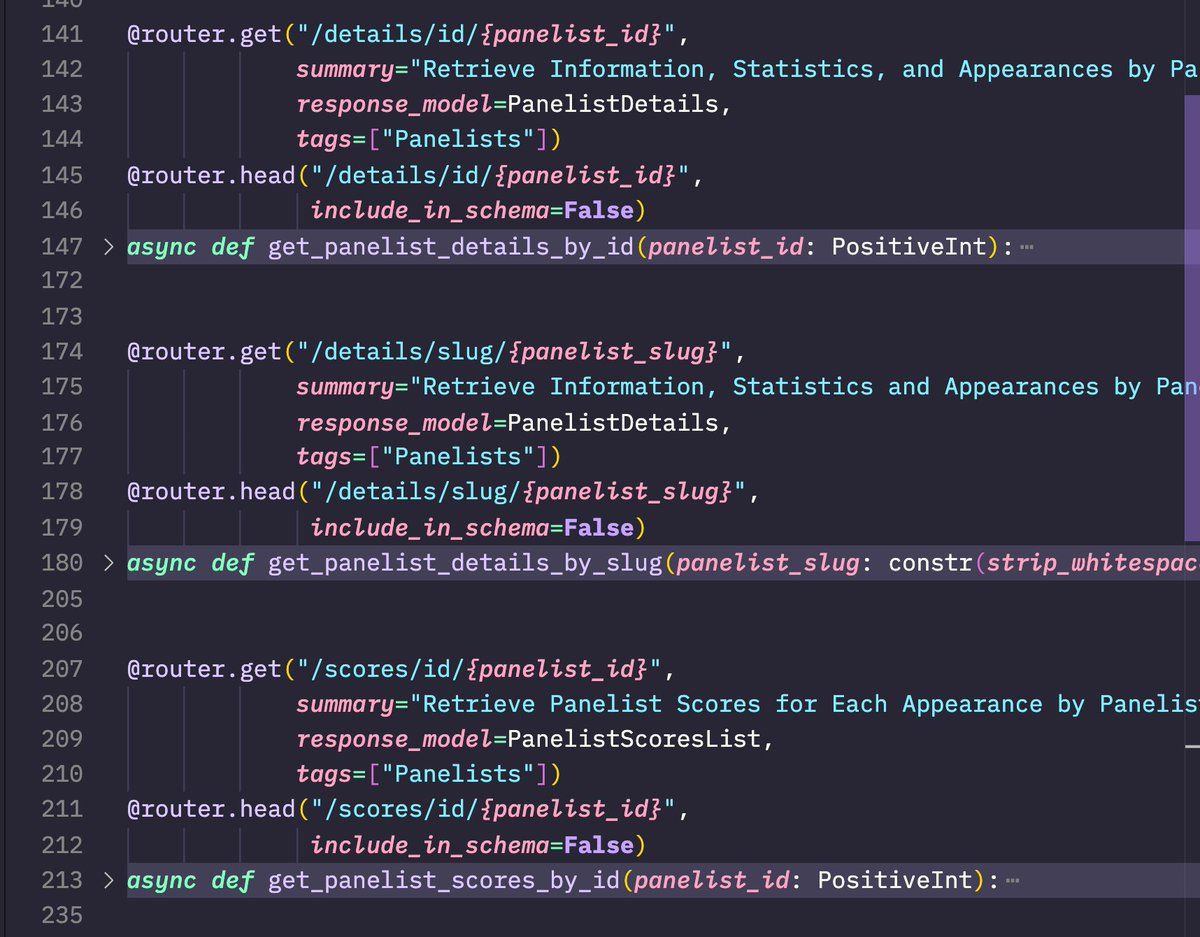 141 @router.get("/details/id/{panelist_id}",
142 summary="Retrieve Information, Statistics, and Appearances by Pa
143 response_model=PanelistDetails,
144 tags=["Panelists"])
145 @router.head("/details/id/{panelist_id}",
146 include_in_schema=False)
147 > async def get_panelist_details_by_id(panelist_id: PositiveInt):⋯
172
173
174 @router.get("/details/slug/{panelist_slug}",
175 summary="Retrieve Information, Statistics and Appearances by Pan
176 response_model=PanelistDetails,
177 tags=["Panelists"])
178 @router.head("/details/slug/{panelist_slug}",
179 include_in_schema=False)
180 > async def get_panelist_details_by_slug(panelist_slug: constr(strip_whitespac
205
206
207 @router.get("/scores/id/{panelist_id}",
208 summary="Retrieve Panelist Scores for Each Appearance by Panelis
209 response_model=PanelistScoresList,
210 tags=["Panelists"])
211 @router.head("/scores/id/{panelist_id}",
212 include_in_schema=False)
213 > async def get_panelist_scores_by_id(panelist_id: PositiveInt):⋯
235